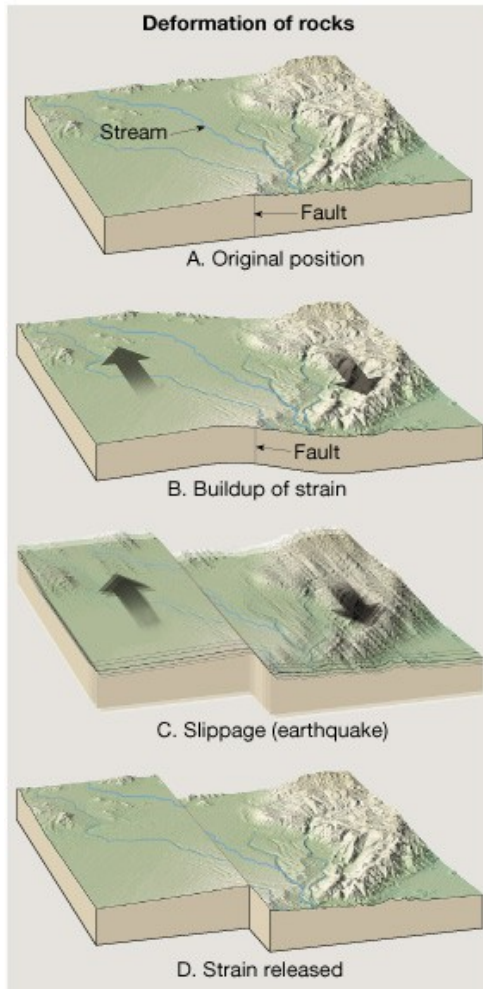 Deformation of rocks
Stream
Fault
A. Original position
Fault
B. Buildup of strain
C. Slippage (earthquake)
D. Strain released